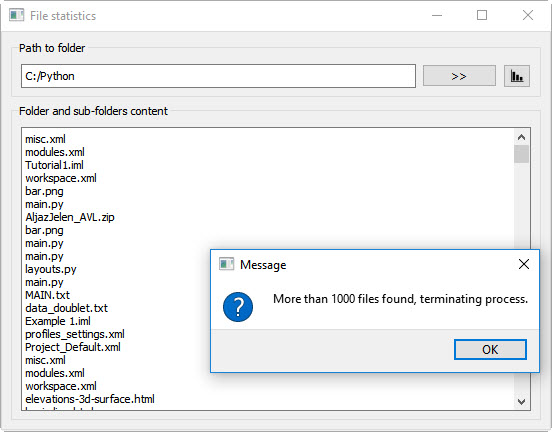 File statistics
Path to folder
C:/Python
>>
Folder and sub-folders content
misc.xml
modules.xml
Tutorial1.iml
workspace.xml
bar.png
main.py
AljazJelen_AVL.zip
bar.png
main.py
main.py
layouts.py
main.py
MAIN.txt
data_doublet.txt
Example 1.iml
profiles_settings.xml
Project_Default.xml
misc.xml
modules.xml
workspace.xml
elevations-3d-surface.html
Message
More than 1000 files found, terminating process.
OK